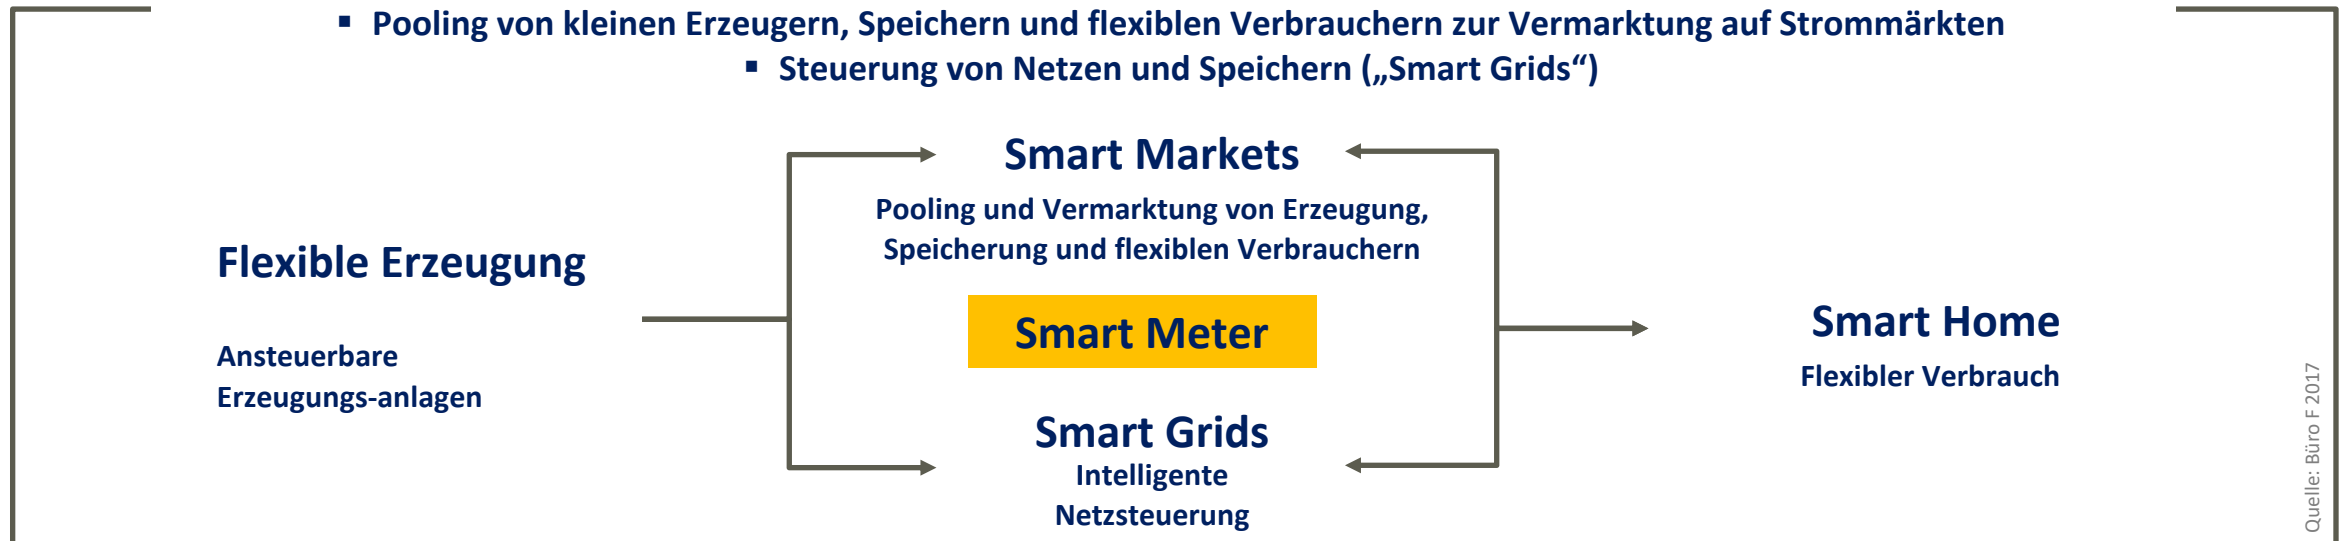 ▪ Pooling von kleinen Erzeugern, Speichern und flexiblen Verbrauchern zur Vermarktung auf Strommärkten
▪ Steuerung von Netzen und Speichern („Smart Grids“)
Flexible Erzeugung
Ansteuerbare
Erzeugungs-anlagen
Smart Markets
Pooling und Vermarktung von Erzeugung,
Speicherung und flexiblen Verbrauchern
Smart Meter
Smart Grids
Intelligente
Netzsteuerung
Smart Home
Flexibler Verbrauch
Quelle: Büro F 2017